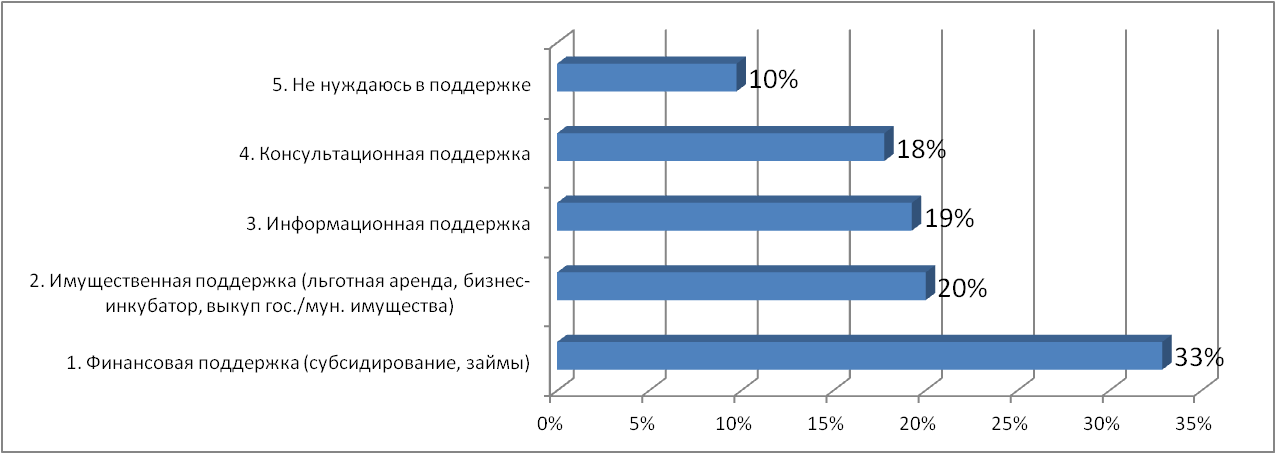 5. Не нуждаюсь в поддержке
10%
4. Консультационная поддержка
18%
3. Информационная поддержка
19%
2. Имущественная поддержка (льготная аренда, бизнес-
инкубатор, выкуп гос./мун. имущества)
20%
1. Финансовая поддержка (субсидирование, займы)
33%
0% 5% 10% 15% 20% 25% 30% 35%